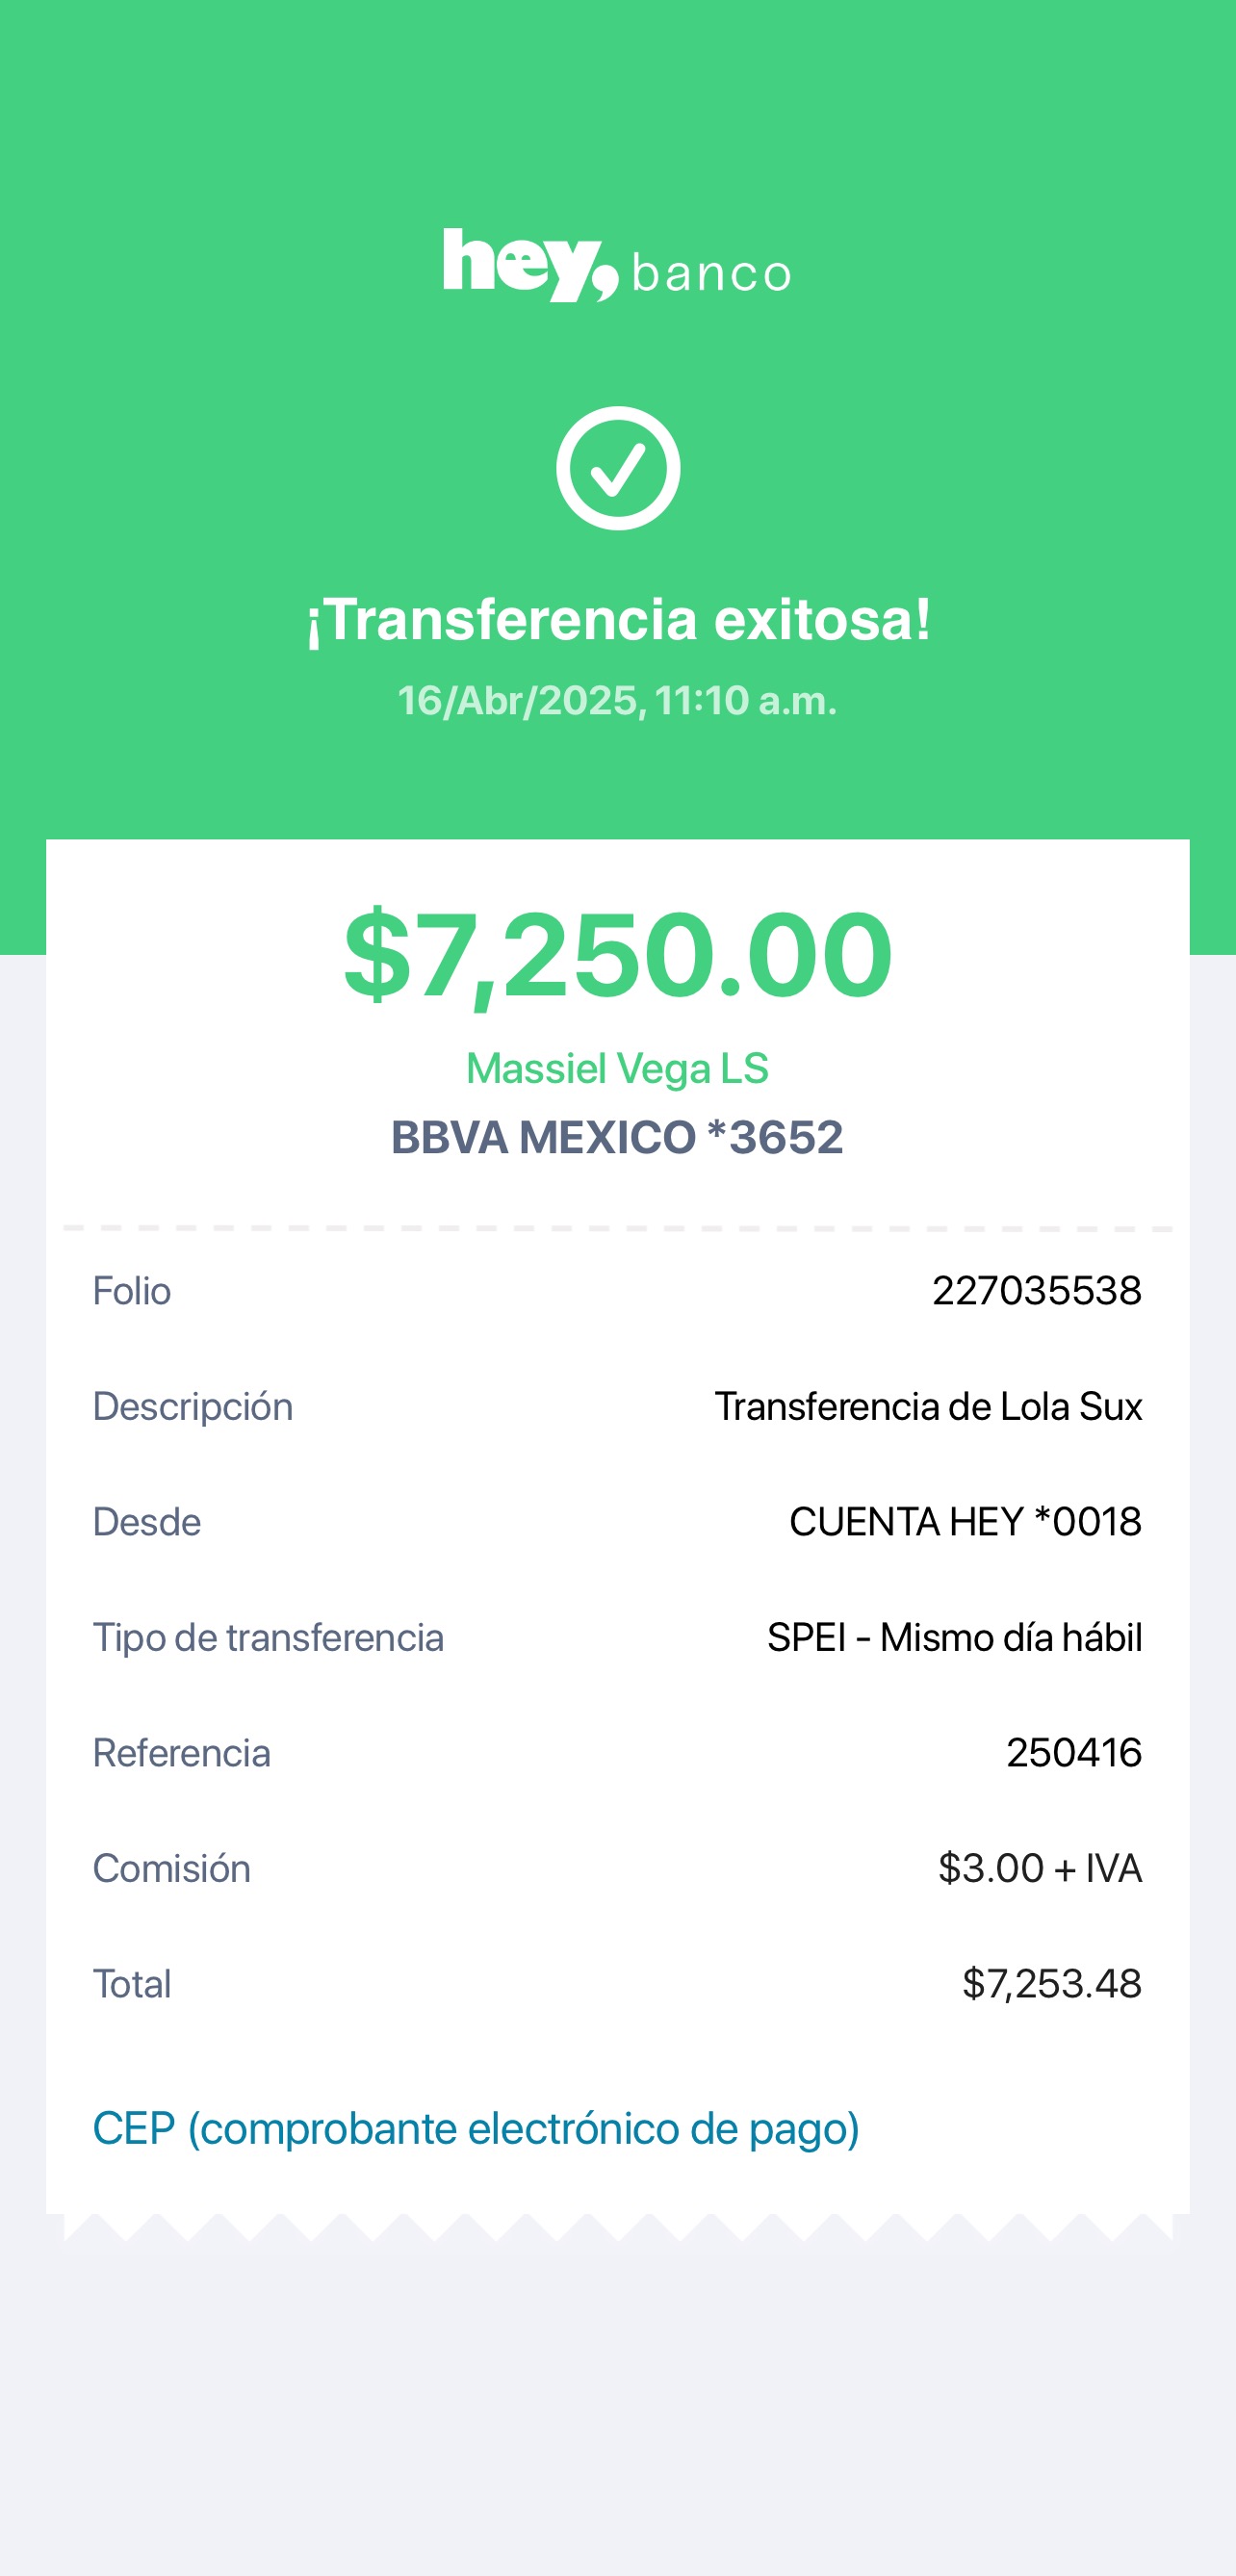 hey, banco
¡Transferencia exitosa!
16/Abr/2025, 11:10 a.m.
$7,250.00
Massiel Vega LS
BBVA MEXICO *3652
Folio 227035538
Descripción Transferencia de Lola Sux
Desde CUENTA HEY *0018
Tipo de transferencia SPEI - Mismo día hábil
Referencia 250416
Comisión $3.00 + IVA
Total $7,253.48
CEP (comprobante electrónico de pago)